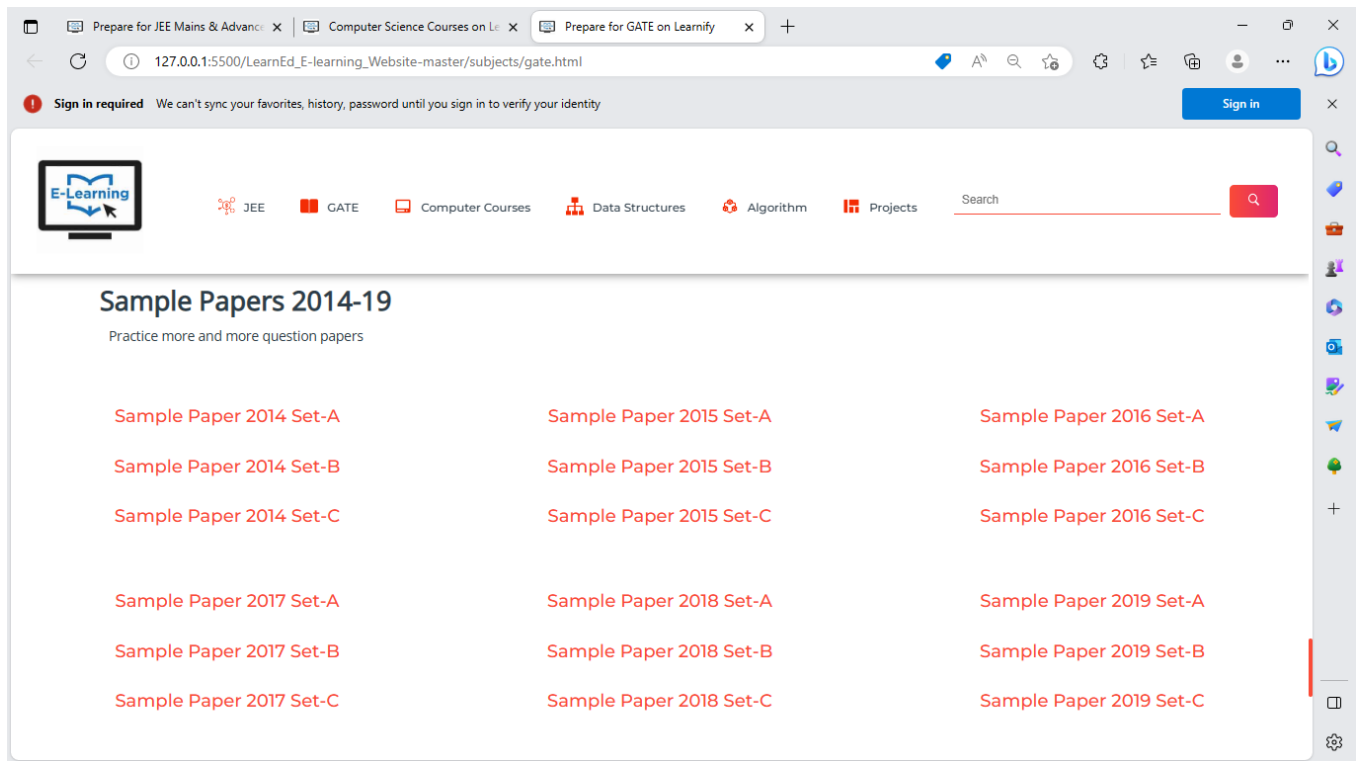 Prepare for JEE Mains & Advance
Computer Science Courses on Le
Prepare for GATE on Learnify
127.0.0.1:5500/LearnEd_E-learning_Website-master/subjects/gate.html
Sign in required We can't sync your favorites, history, password until you sign in to verify your identity
Sign in
E-Learning
JEE
GATE
Computer Courses
Data Structures
Algorithm
Projects
Search
Sample Papers 2014-19
Practice more and more question papers
Sample Paper 2014 Set-A
Sample Paper 2015 Set-A
Sample Paper 2016 Set-A
Sample Paper 2014 Set-B
Sample Paper 2015 Set-B
Sample Paper 2016 Set-B
Sample Paper 2014 Set-C
Sample Paper 2015 Set-C
Sample Paper 2016 Set-C
Sample Paper 2017 Set-A
Sample Paper 2018 Set-A
Sample Paper 2019 Set-A
Sample Paper 2017 Set-B
Sample Paper 2018 Set-B
Sample Paper 2019 Set-B
Sample Paper 2017 Set-C
Sample Paper 2018 Set-C
Sample Paper 2019 Set-C